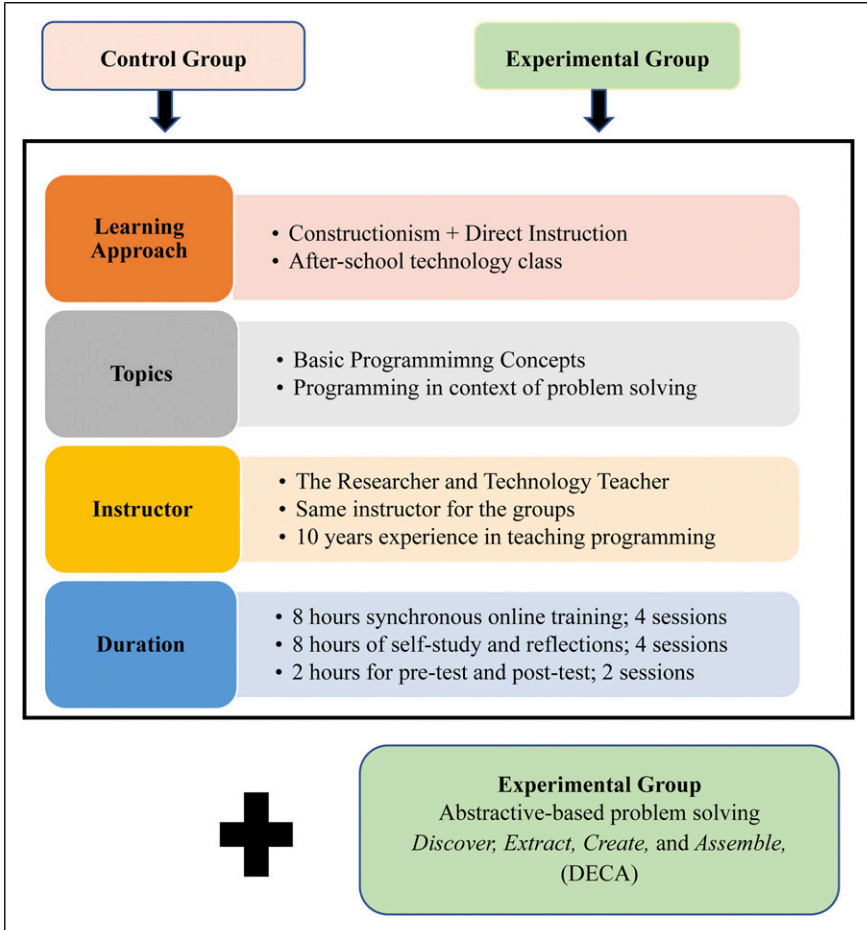 Control Group
Experimental Group
Learning
Approach
• Constructionism + Direct Instruction
• After-school technology class
Topics
• Basic Programmimng Concepts
• Programming in context of problem solving
Instructor
• The Researcher and Technology Teacher
• Same instructor for the groups
• 10 years experience in teaching programming
Duration
• 8 hours synchronous online training; 4 sessions
• 8 hours of self-study and reflections; 4 sessions
• 2 hours for pre-test and post-test; 2 sessions
Experimental Group
Abstractive-based problem solving
Discover, Extract, Create, and Assemble,
(DECA)